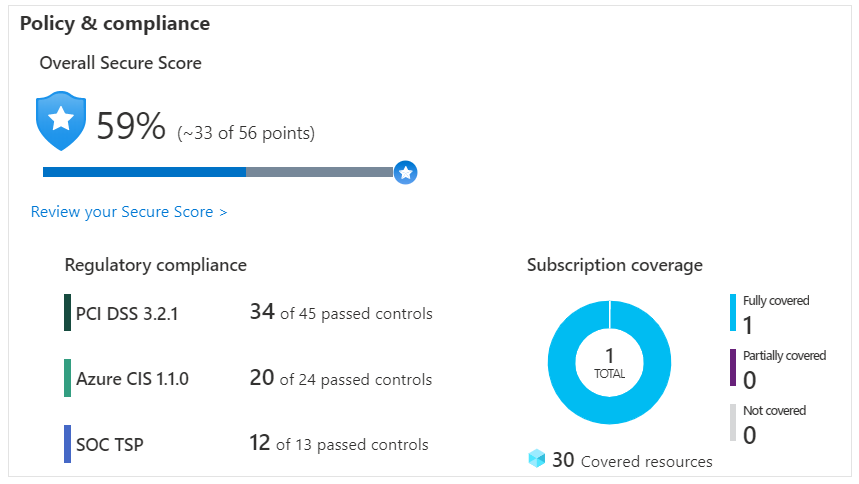 Policy & compliance
Overall Secure Score
59% (~33 of 56 points)
Review your Secure Score >
Regulatory compliance
PCI DSS 3.2.1 34 of 45 passed controls
Azure CIS 1.1.0 20 of 24 passed controls
SOC TSP 12 of 13 passed controls
Subscription coverage
1
TOTAL
Fully covered
1
Partially covered
0
Not covered
0
30 Covered resources